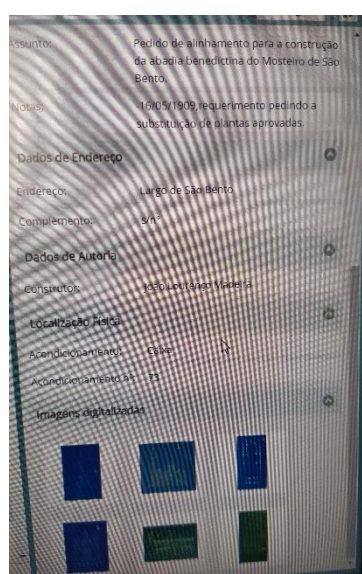 Assunto: Pedido de alinhamento para a construção
da abadia benedictina do Mosteiro de São
Bento.
Notas: -16/05/1909,requerimento pedindo a
substituição de plantas aprovadas.
Dados de Endereço
Endereço: Largo de São Bento
Complemento: s/nº
Dados de Autoria
Construtor: João Lourenço Madeira
Localização Física
Acondicionamento: Caixa
Acondicionamento nº: 73
Imagens digitalizadas